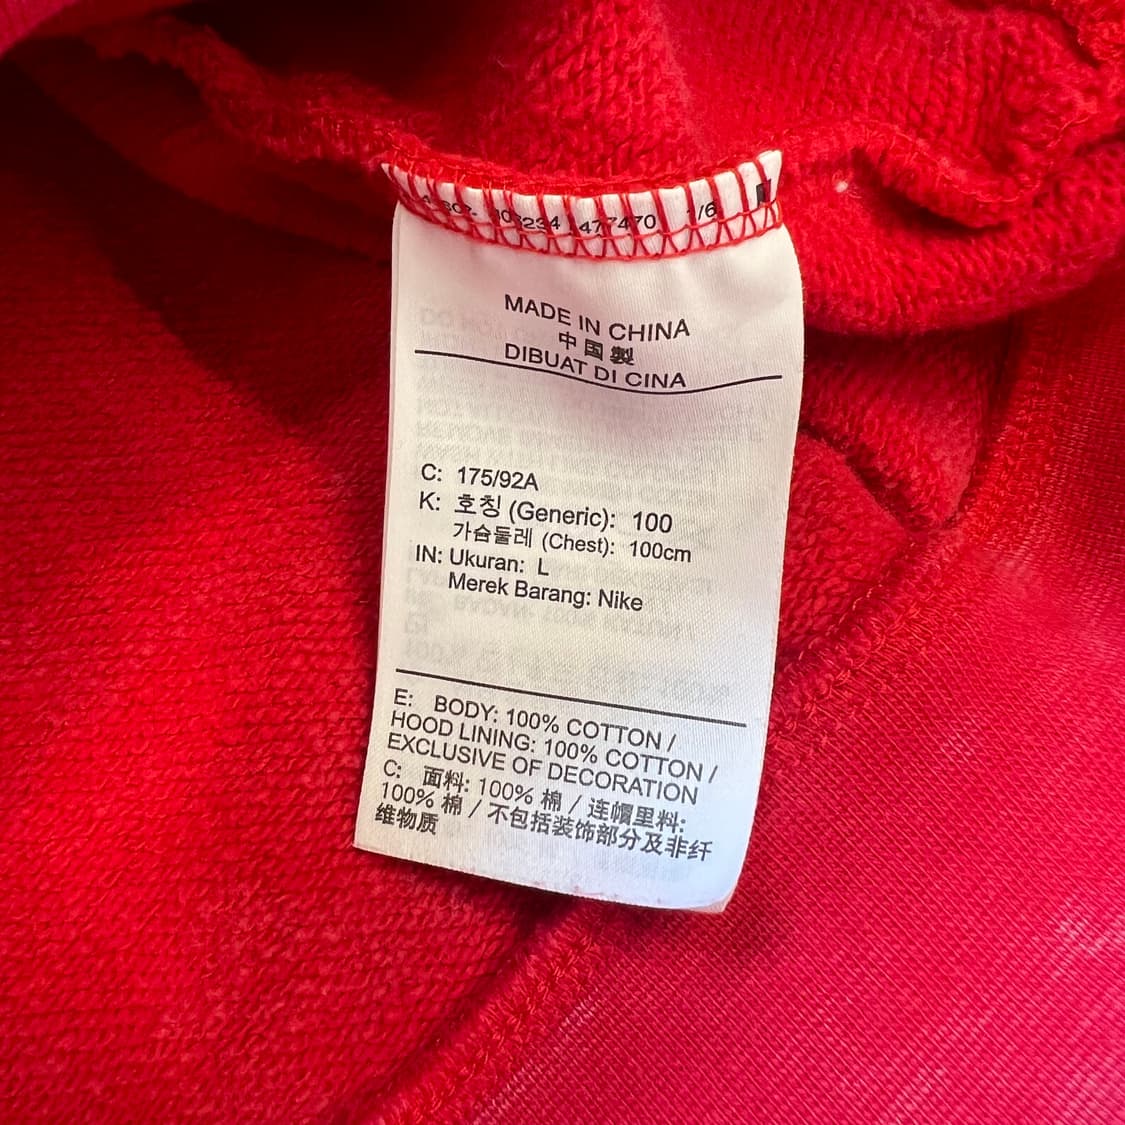 477470 1/6
MADE IN CHINA
中国製
DIBUAT DI CINA
C: 175/92A
K: 호칭 (Generic): 100
가슴둘레 (Chest): 100cm
IN: Ukuran: L
Merek Barang: Nike
E: BODY: 100% COTTON /
HOOD LINING: 100% COTTON /
EXCLUSIVE OF DECORATION
C: 面料: 100% 棉 / 连帽里料:
100% 棉 / 不包括装饰部分及非纤
维物质